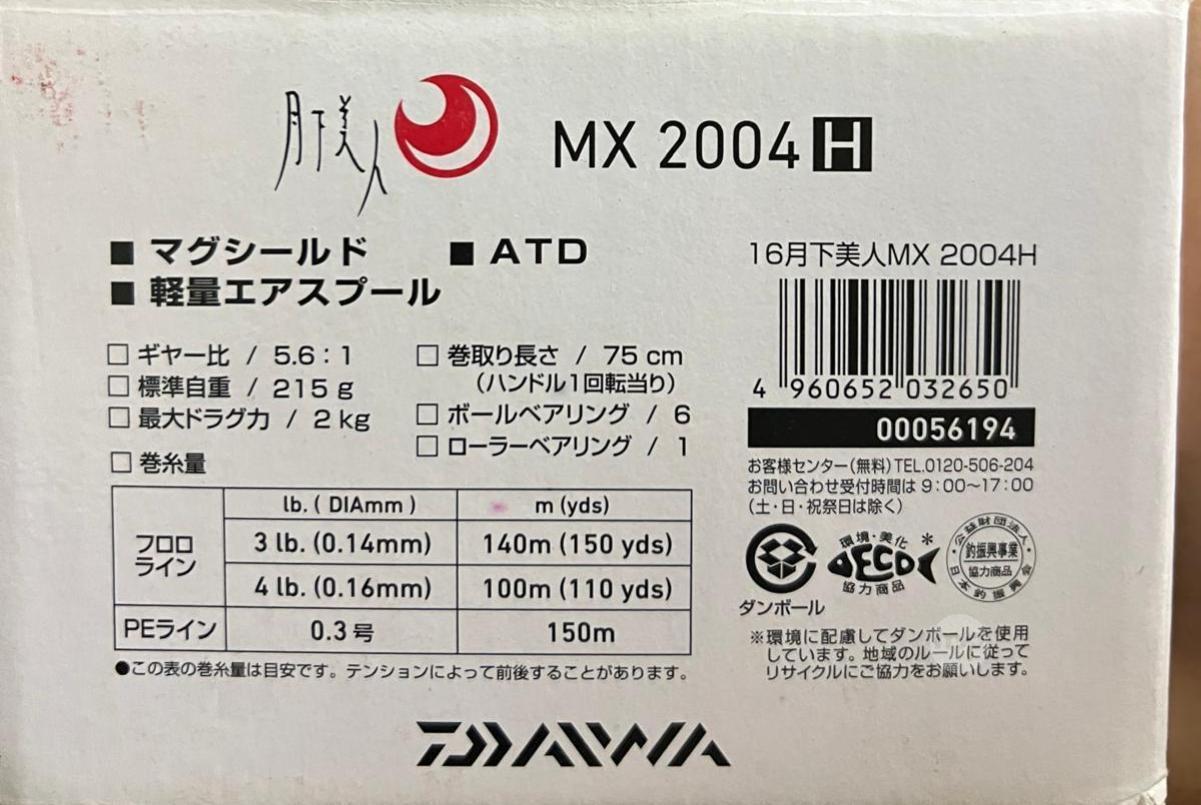 月下美人 MX 2004 H
■ マグシールド ■ ATD
■ 軽量エアスプール
□ ギヤー比 / 5.6:1
□ 標準自重 / 215 g
□ 最大ドラグ力 / 2 kg
□ 巻取り長さ / 75 cm
(ハンドル1回転当り)
□ ボールベアリング / 6
□ ローラーベアリング / 1
□ 巻糸量
lb. ( DIAmm ) m (yds)
フロロ
ライン
3 lb. (0.14mm) 140m (150 yds)
4 lb. (0.16mm) 100m (110 yds)
PEライン 0.3号 150m
●この表の巻糸量は目安です。テンションによって前後することがあります。
16月下美人MX 2004H
4 960652 032650
00056194
お客様センター(無料)TEL.0120-506-204
お問い合わせ受付時間は 9:00〜17:00
(土・日・祝祭日は除く)
ダンボール
環境・美化
DECO*
協力商品
公益財団法人
釣振興事業
協力商品
日本釣振興会
※環境に配慮してダンボールを使用
しています。地域のルールに従って
リサイクルにご協力をお願いします。
DAIWA